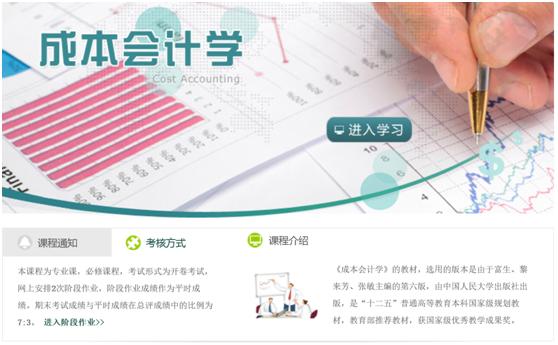 成本会计学
Cost Accounting
进入学习
课程通知
考核方式
课程介绍
本课程为专业课，必修课程，考试形式为开卷考试，
网上安排2次阶段作业，阶段作业成绩作为平时成
绩。期末考试成绩与平时成绩在总评成绩中的比例为
7:3。 进入阶段作业>>
《成本会计学》的教材，选用的版本是由于富生、黎
来芳、张敏主编的第六版，由中国人民大学出版社出
版，是“十二五”普通高等教育本科国家级规划教
材，教育部推荐教材，获国家级优秀教学成果奖。